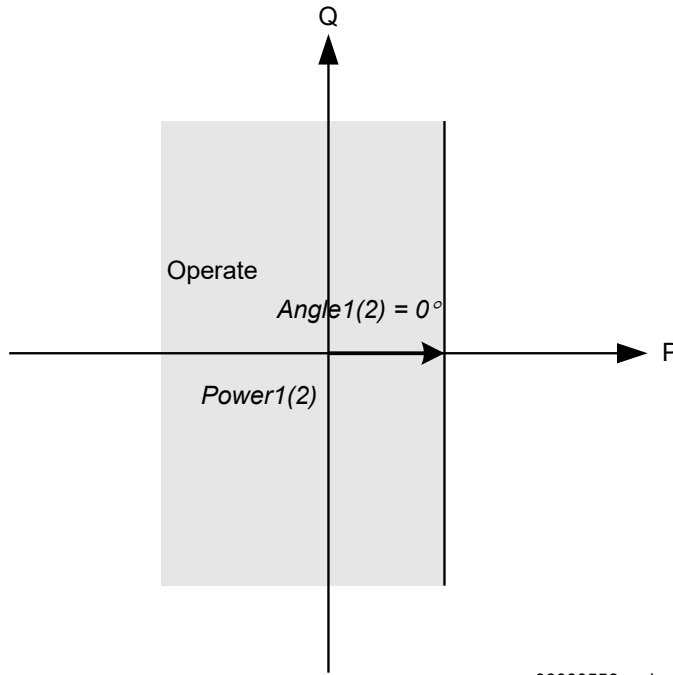 Q
Operate
Angle1(2) = 0°
P
Power1(2)